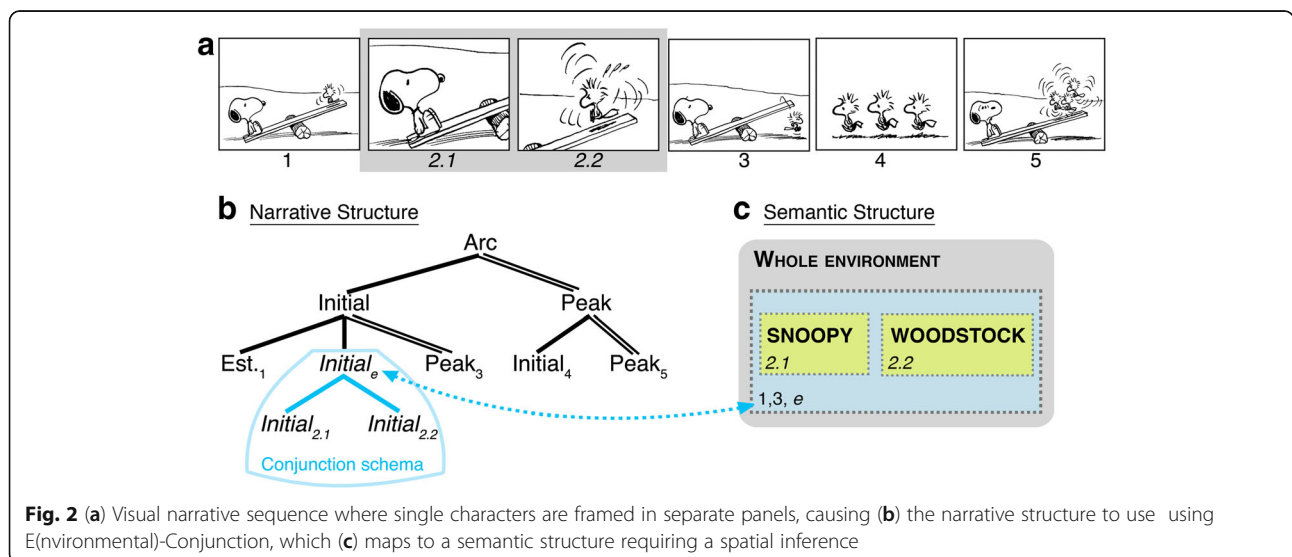 a
1
2.1
2.2
3
4
5
b Narrative Structure
Arc
Initial
Peak
Est.1
Initiale
Peak3
Initial4
Peak5
Initial2.1
Initial2.2
Conjunction schema
c Semantic Structure
WHOLE ENVIRONMENT
SNOOPY
2.1
WOODSTOCK
2.2
1,3, e
Fig. 2 (a) Visual narrative sequence where single characters are framed in separate panels, causing (b) the narrative structure to use using
E(nvironmental)-Conjunction, which (c) maps to a semantic structure requiring a spatial inference